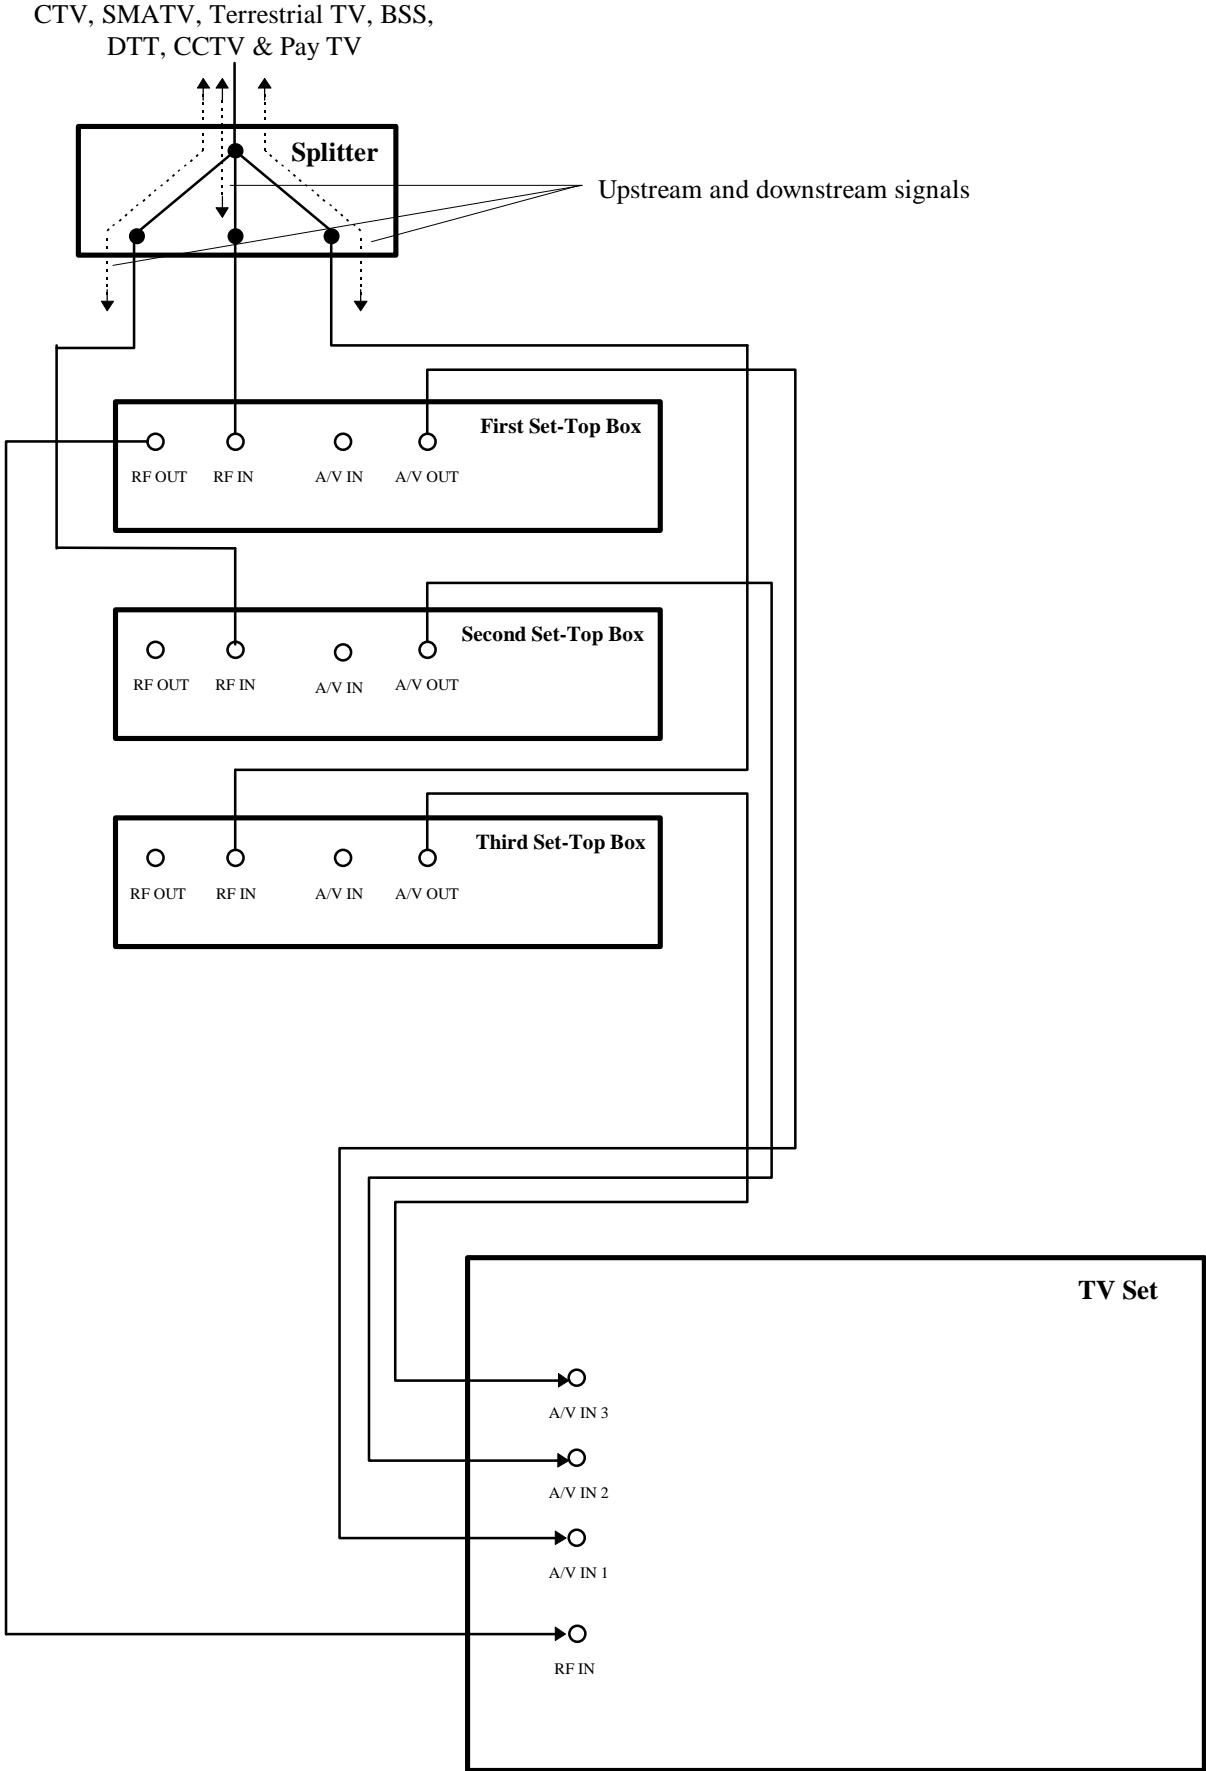 CTV, SMATV, Terrestrial TV, BSS,
DTT, CCTV & Pay TV
Splitter
Upstream and downstream signals
First Set-Top Box
RF OUT RF IN A/V IN A/V OUT
Second Set-Top Box
RF OUT RF IN A/V IN A/V OUT
Third Set-Top Box
RF OUT RF IN A/V IN A/V OUT
TV Set
A/V IN 3
A/V IN 2
A/V IN 1
RF IN